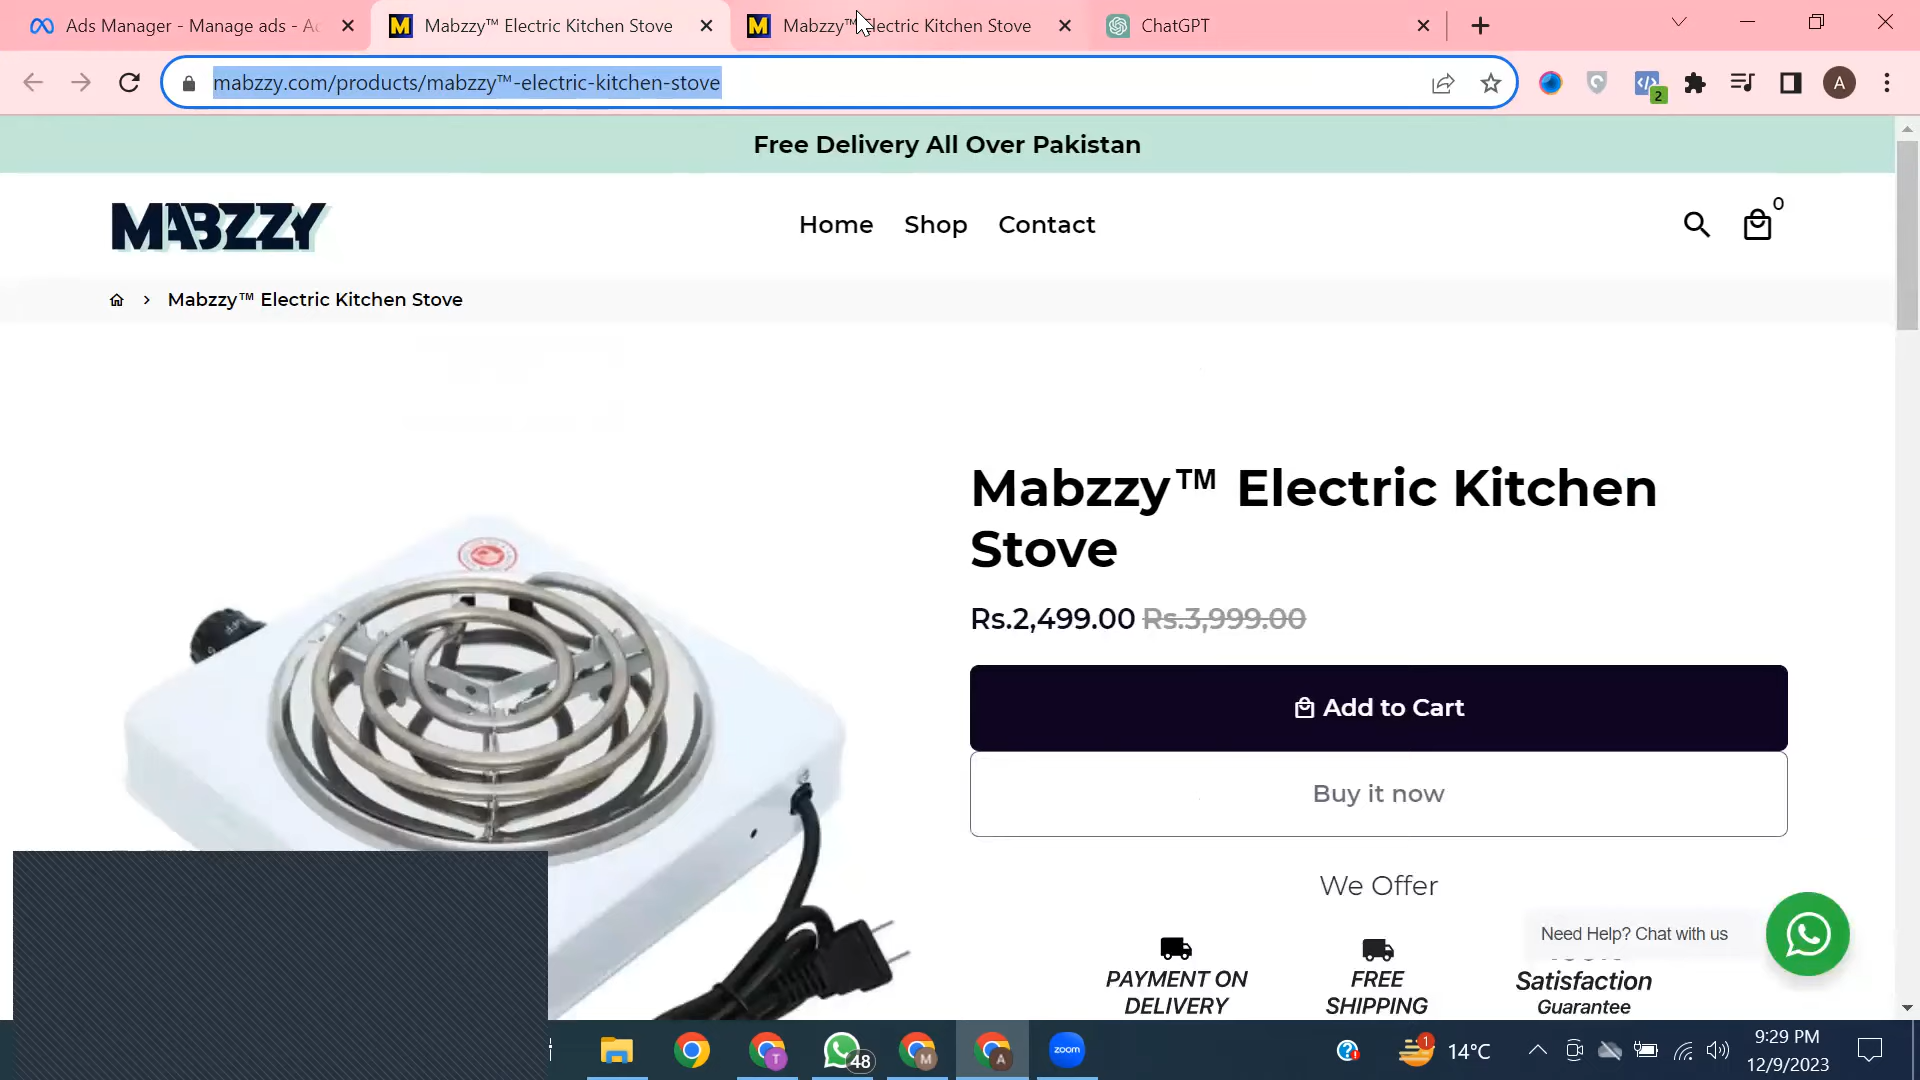 Ads Manager - Manage ads - Ac
Mabzzy™ Electric Kitchen Stove
Mabzzy™ Electric Kitchen Stove
ChatGPT
mabzzy.com/products/mabzzy™-electric-kitchen-stove
2
A
Free Delivery All Over Pakistan
MABZZY
Home
Shop
Contact
0
Mabzzy™ Electric Kitchen Stove
Mabzzy™ Electric Kitchen
Stove
Rs.2,499.00 Rs.3,999.00
Add to Cart
Buy it now
We Offer
PAYMENT ON
DELIVERY
FREE
SHIPPING
Satisfaction
Guarantee
Need Help? Chat with us
T
48
M
A
zoom
1
14°C
9:29 PM
12/9/2023